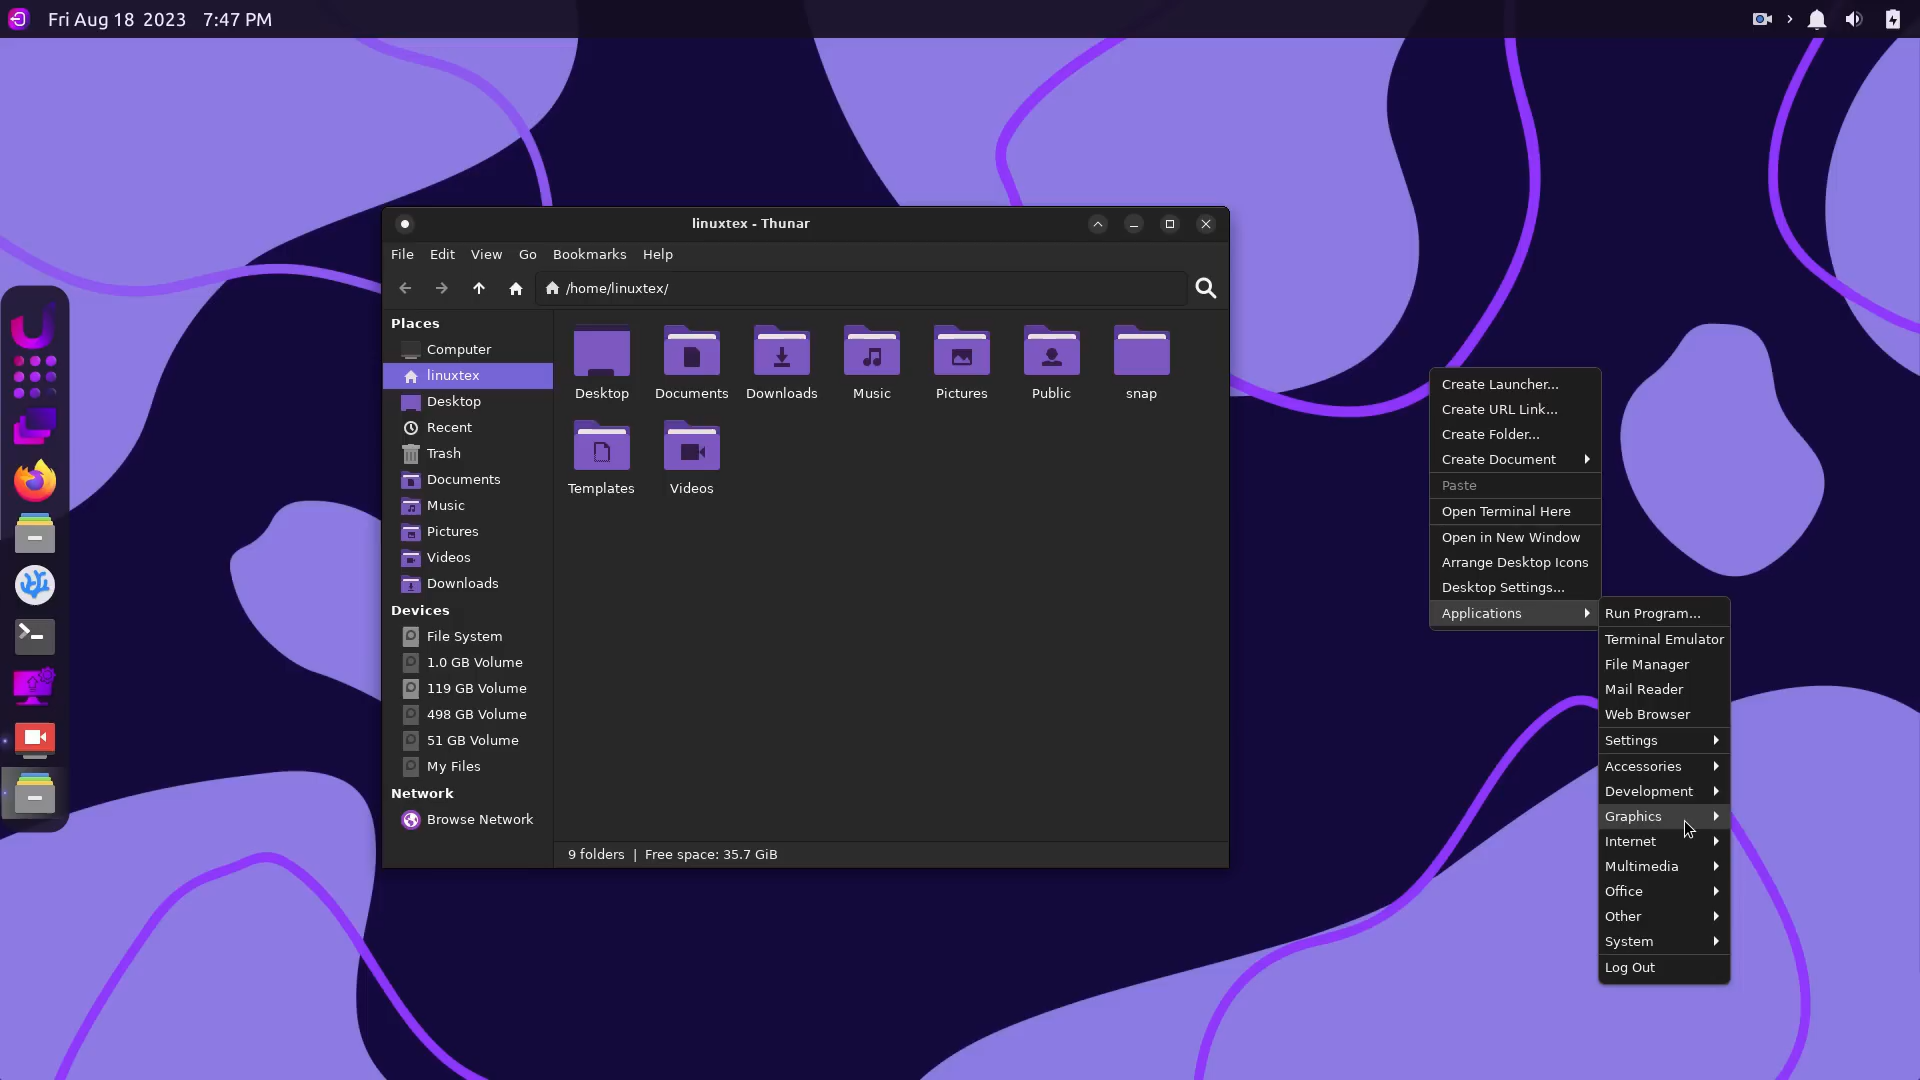 Fri Aug 18 2023 7:47 PM
linuxtex - Thunar
File Edit View Go Bookmarks Help
/home/linuxtex/
Places
Computer
linuxtex
Desktop
Recent
Trash
Documents
Music
Pictures
Videos
Downloads
Devices
File System
1.0 GB Volume
119 GB Volume
498 GB Volume
51 GB Volume
My Files
Network
Browse Network
Desktop Documents Downloads Music Pictures Public snap
Templates Videos
9 folders | Free space: 35.7 GiB
Create Launcher...
Create URL Link...
Create Folder...
Create Document
Paste
Open Terminal Here
Open in New Window
Arrange Desktop Icons
Desktop Settings...
Applications
Run Program...
Terminal Emulator
File Manager
Mail Reader
Web Browser
Settings
Accessories
Development
Graphics
Internet
Multimedia
Office
Other
System
Log Out